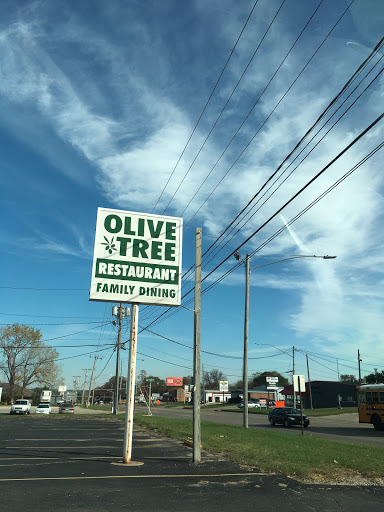 OLIVE
TREE
RESTAURANT
FAMILY DINING